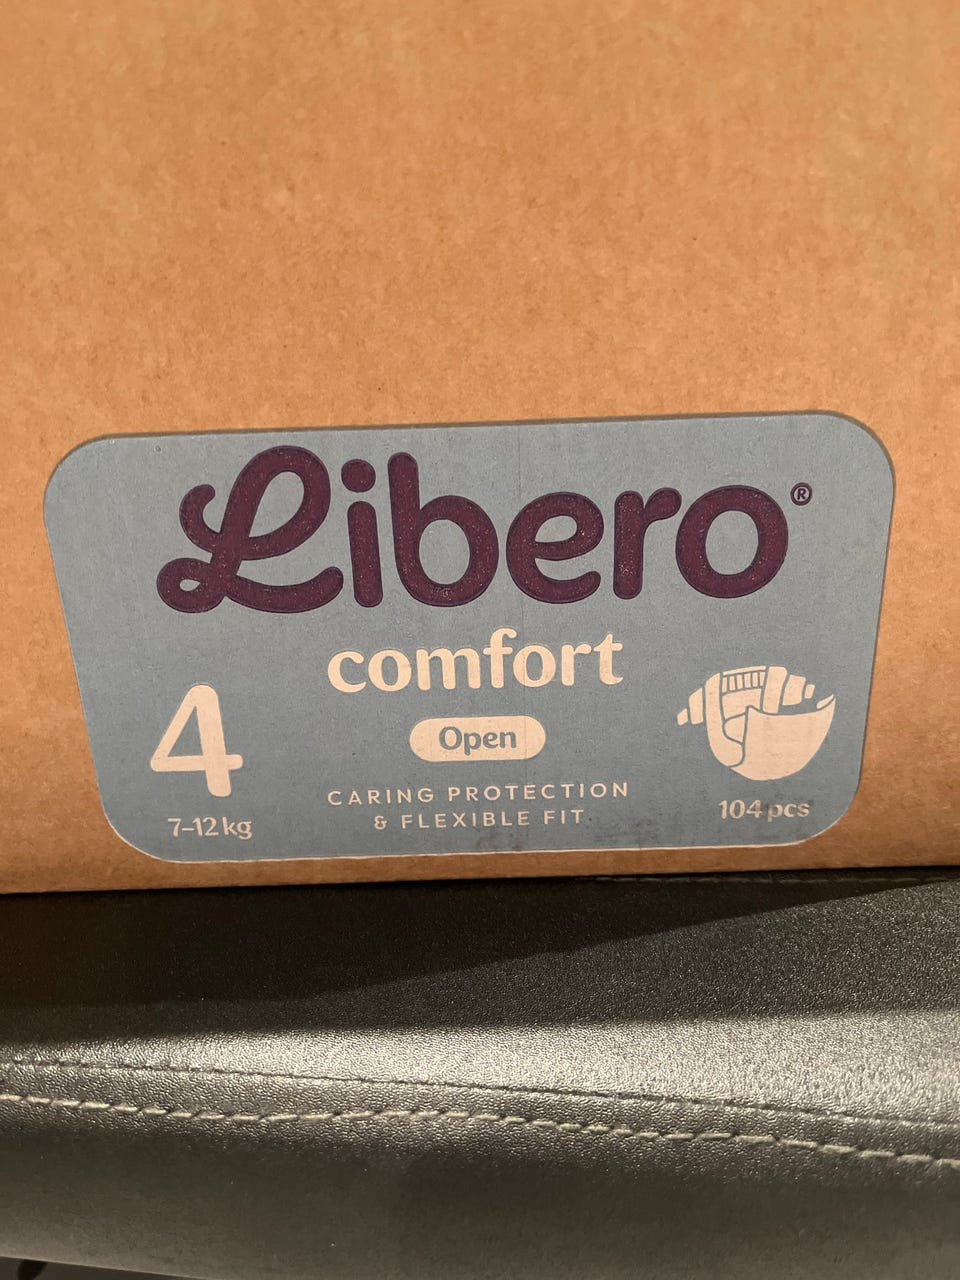 Libero®
comfort
4
Open
CARING PROTECTION
& FLEXIBLE FIT
7-12 kg
104 pcs